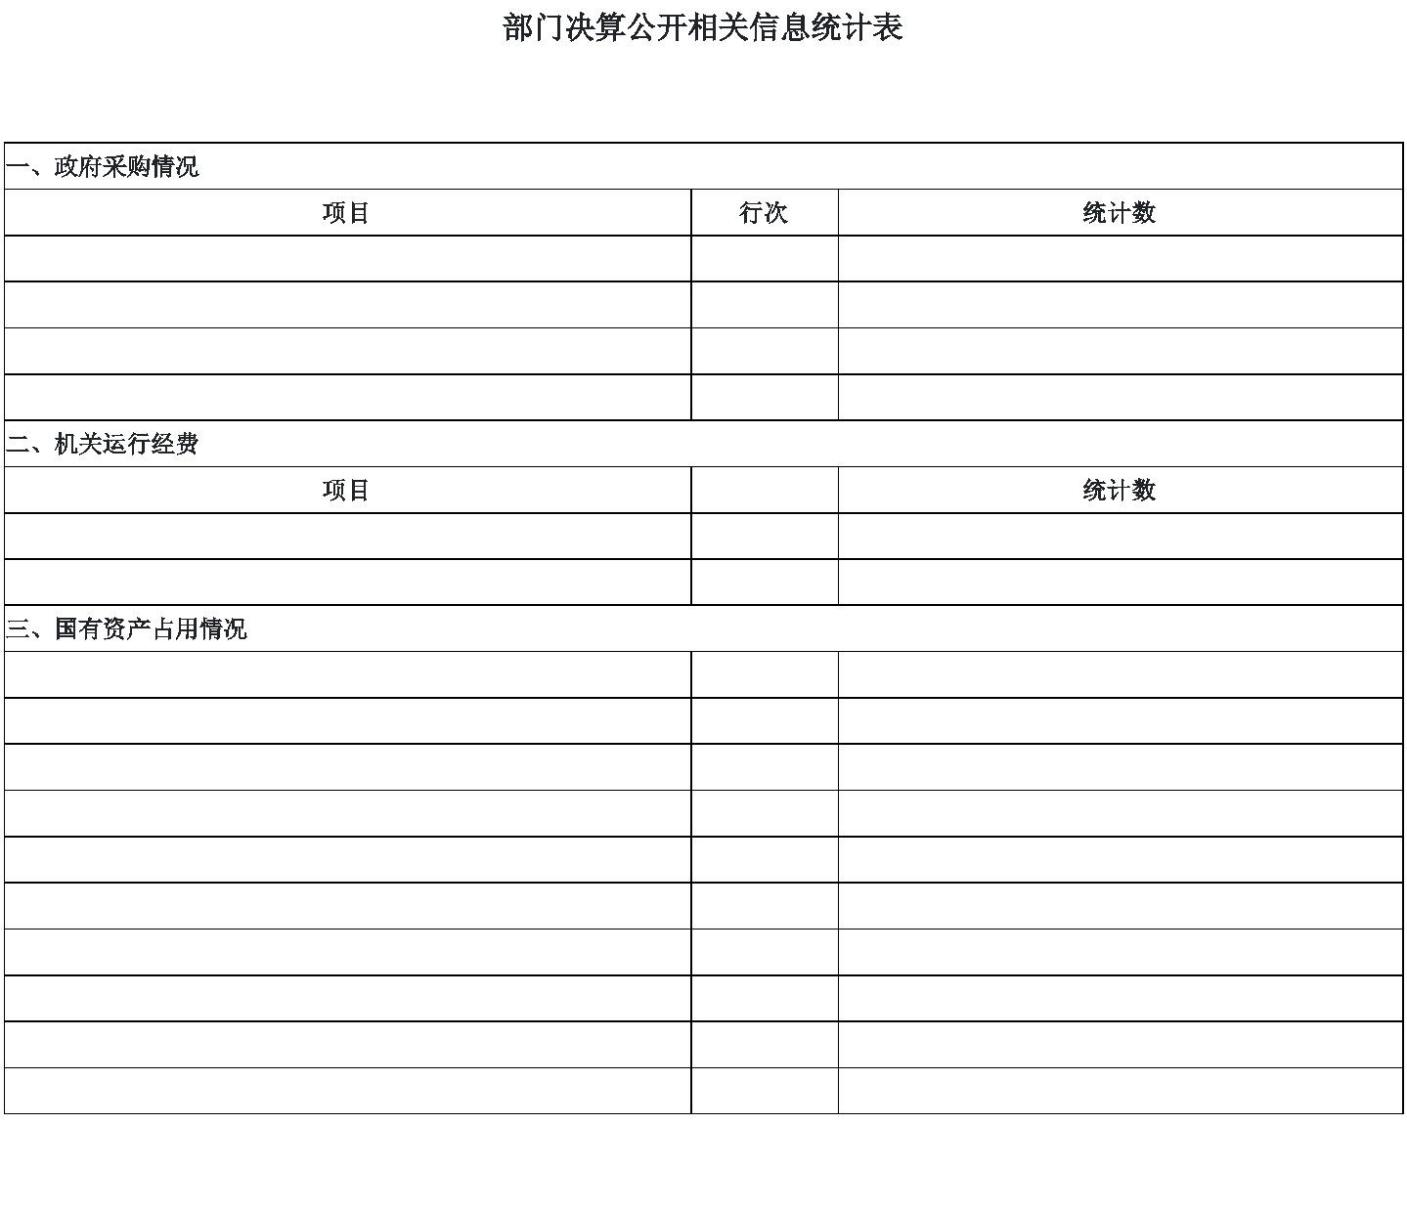 部门决算公开相关信息统计表
一、政府采购情况
项目 行次 统计数
二、机关运行经费
项目 统计数
三、国有资产占用情况